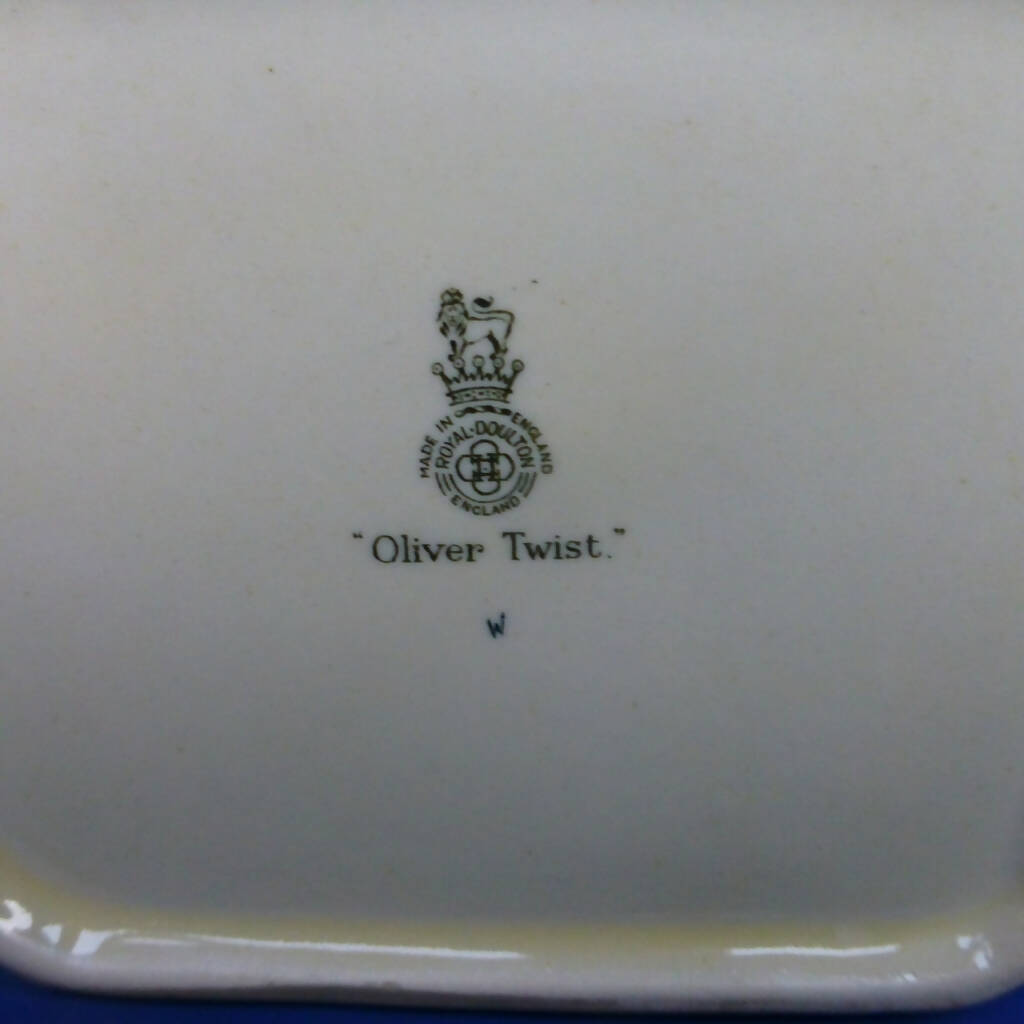 MADE IN ENGLAND
ROYAL·DOULTON
ENGLAND
"Oliver Twist."
W